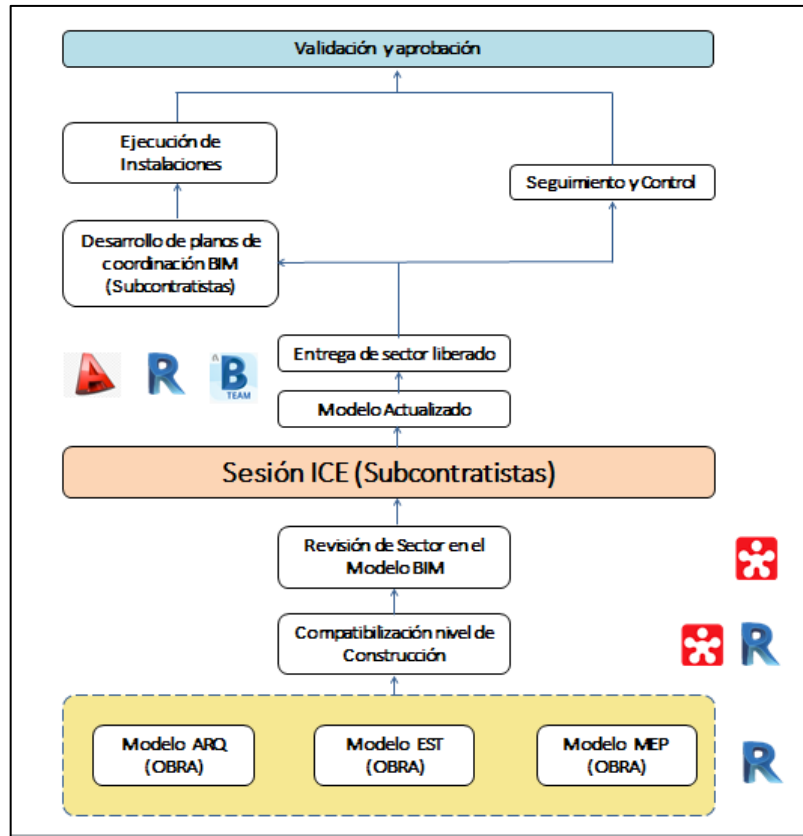 Validación y aprobación
Ejecución de
Instalaciones
Seguimiento y Control
Desarrollo de planos de
coordinación BIM
(Subcontratistas)
Entrega de sector liberado
A
R
A
B
TEAM
Modelo Actualizado
Sesión ICE (Subcontratistas)
Revisión de Sector en el
Modelo BIM
Compatibilización nivel de
Construcción
R
Modelo ARQ
(OBRA)
Modelo EST
(OBRA)
Modelo MEP
(OBRA)
R